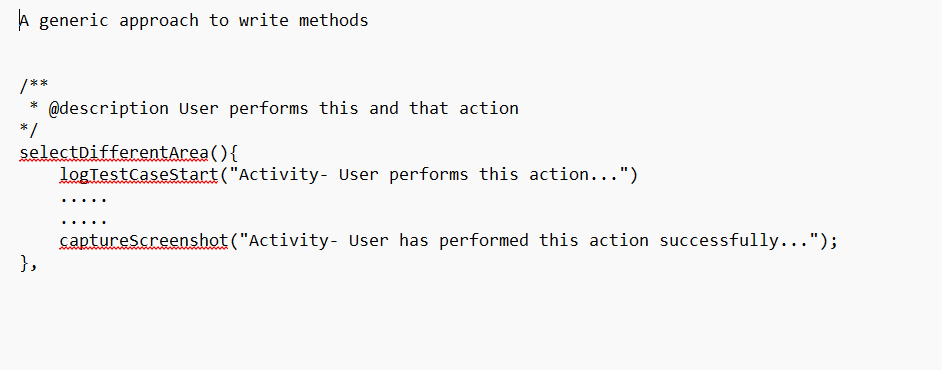 A generic approach to write methods
/**
 * @description User performs this and that action
*/
selectDifferentArea(){
    logTestCaseStart("Activity- User performs this action...")
    .....
    .....
    captureScreenshot("Activity- User has performed this action successfully...");
},